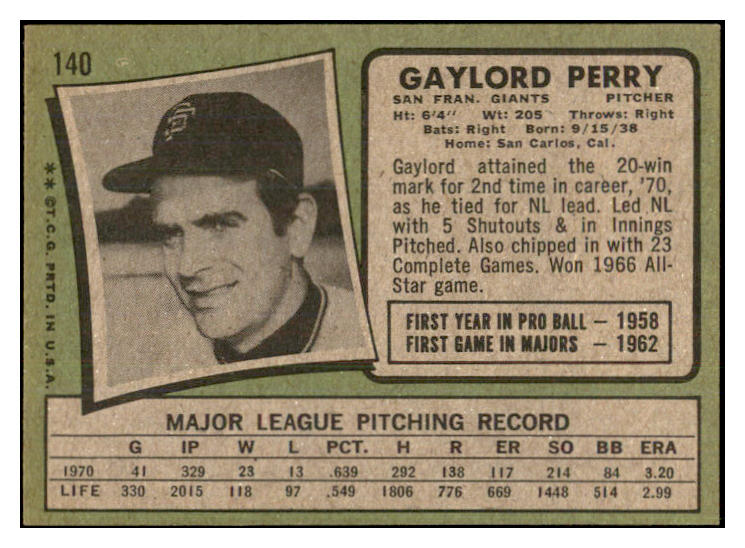 140
GAYLORD PERRY
SAN FRAN. GIANTS PITCHER
Ht: 6'4" Wt: 205 Throws: Right
Bats: Right Born: 9/15/38
Home: San Carlos, Cal.
Gaylord attained the 20-win
mark for 2nd time in career, '70,
as he tied for NL lead. Led NL
with 5 Shutouts & in Innings
Pitched. Also chipped in with 23
Complete Games. Won 1966 All-
Star game.
FIRST YEAR IN PRO BALL — 1958
FIRST GAME IN MAJORS — 1962
SF
** ©T.C.G. PRTD. IN U.S.A.
MAJOR LEAGUE PITCHING RECORD
G IP W L PCT. H R ER SO BB ERA
1970 41 329 23 13 .639 292 138 117 214 84 3.20
LIFE 330 2015 118 97 .549 1806 776 669 1448 514 2.99